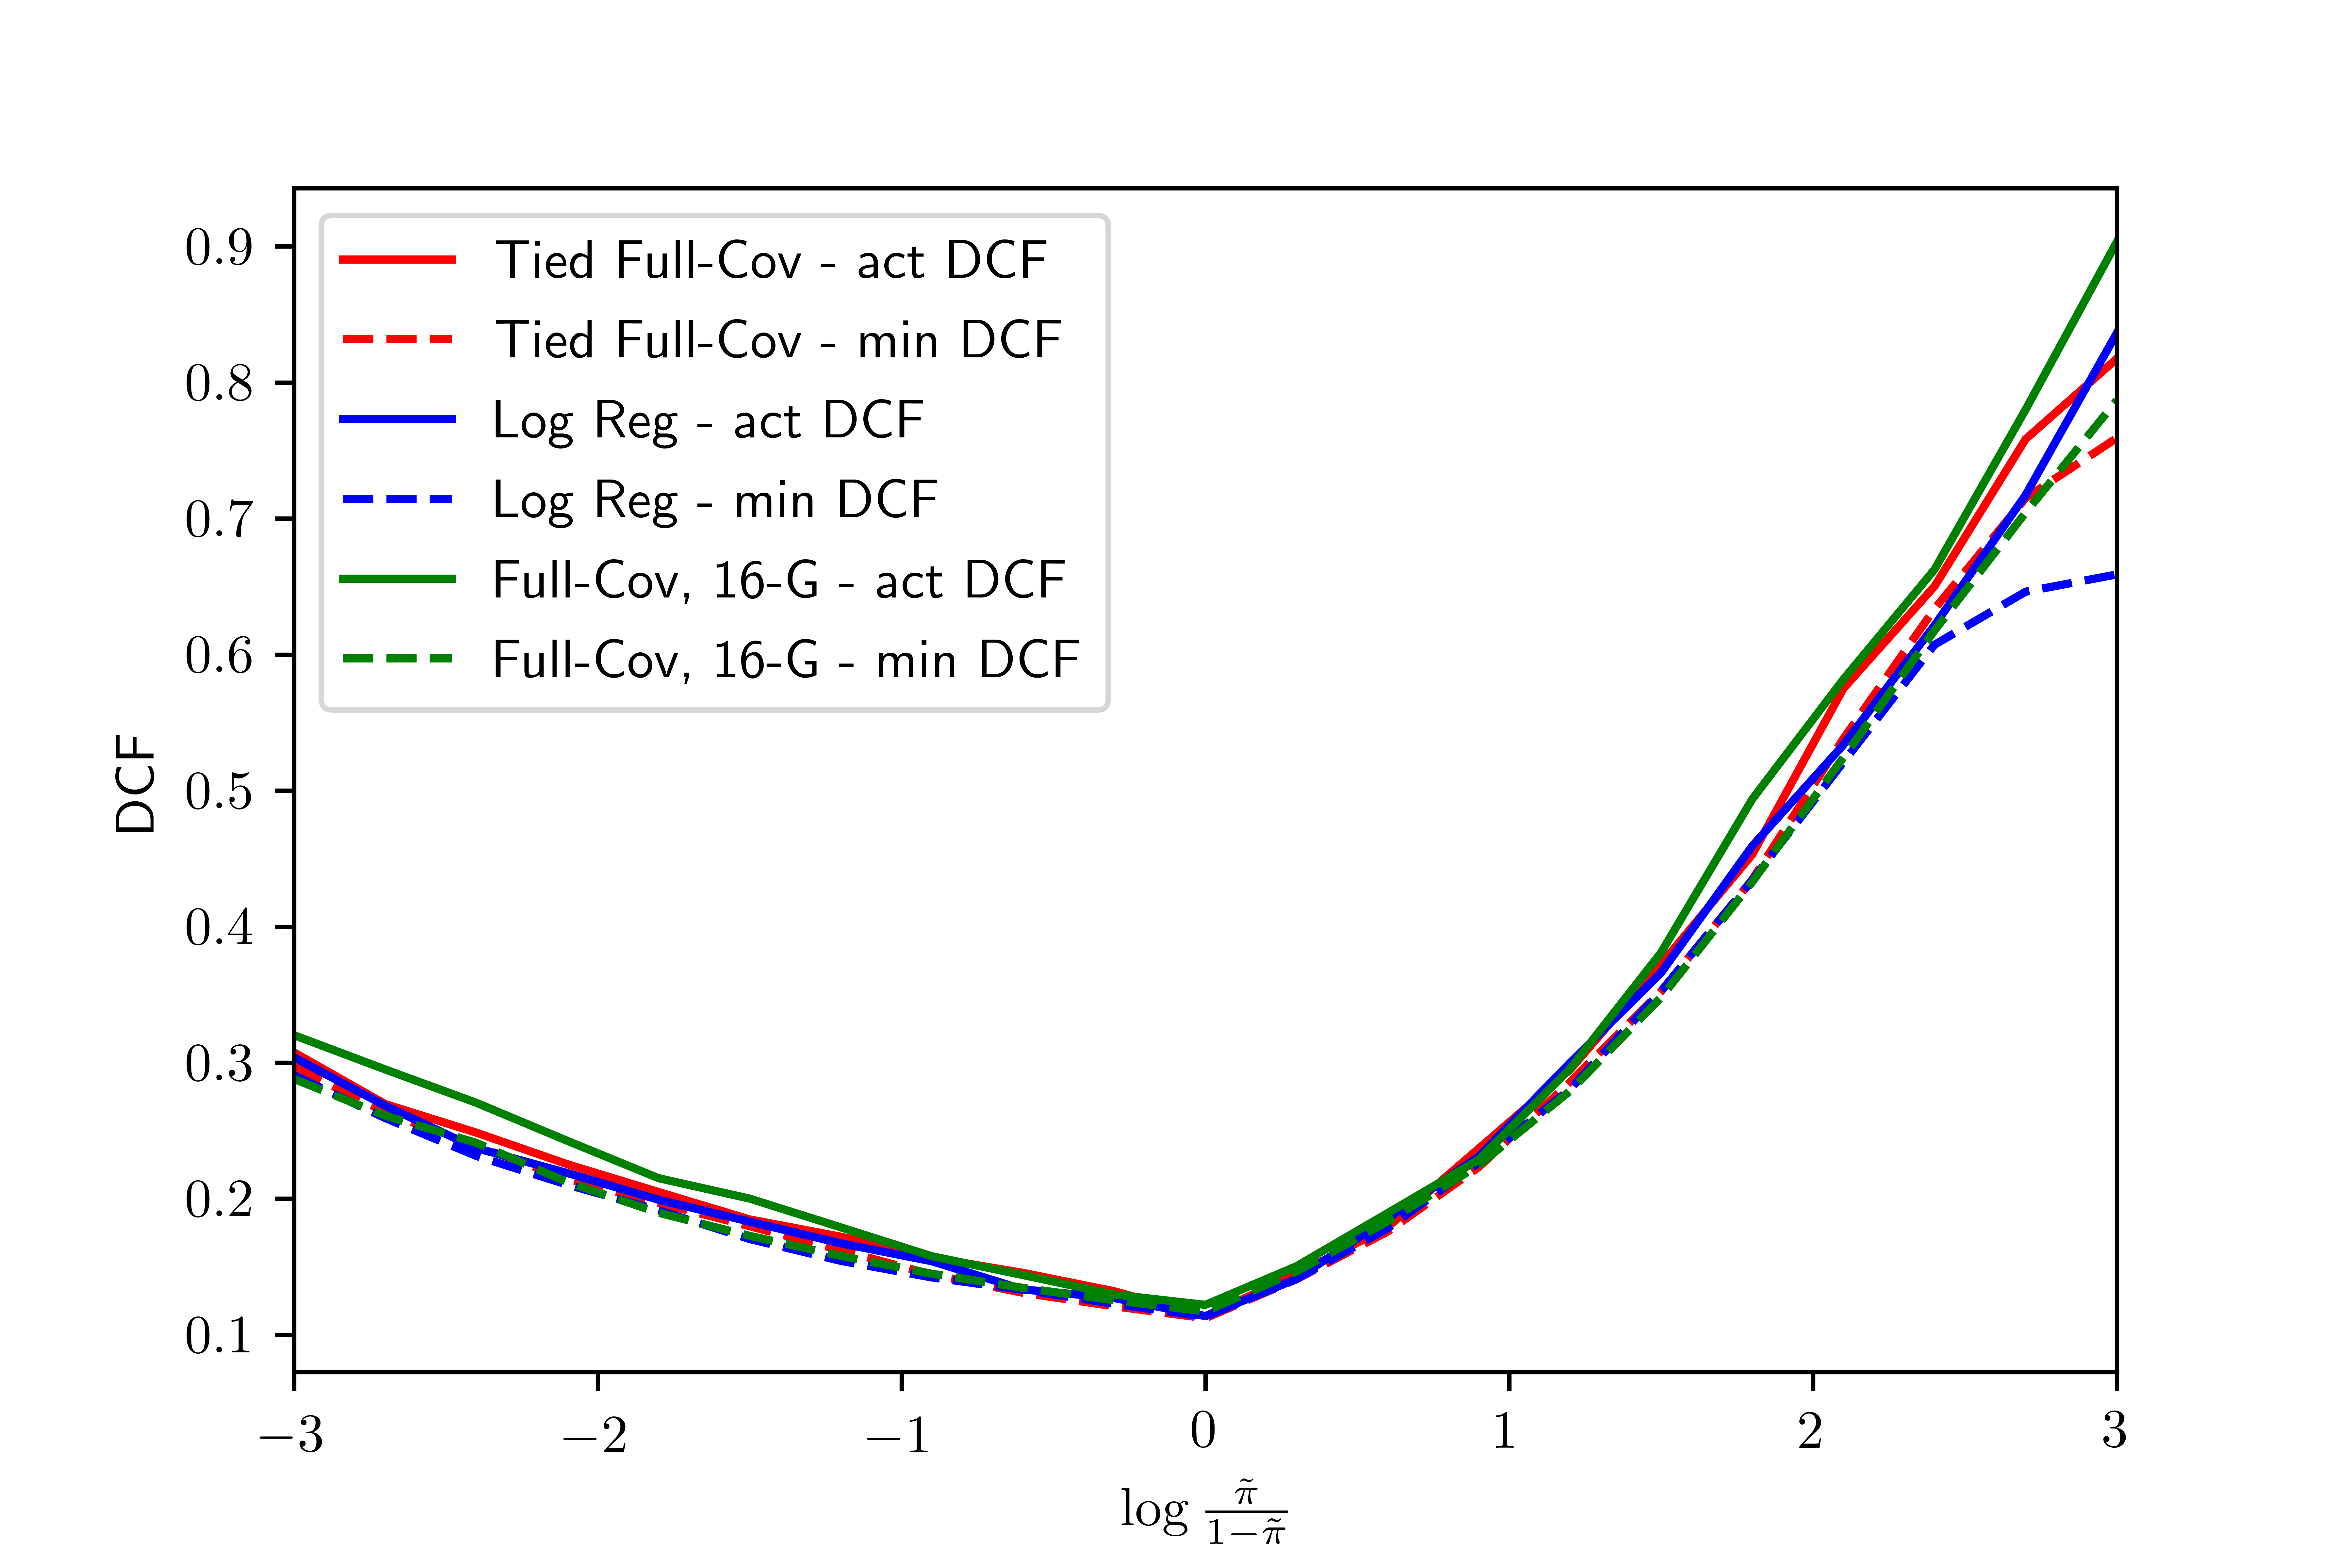 Tied Full-Cov - act DCF
Tied Full-Cov - min DCF
Log Reg - act DCF
Log Reg - min DCF
Full-Cov, 16-G - act DCF
Full-Cov, 16-G - min DCF
DCF
0.9
0.8
0.7
0.6
0.5
0.4
0.3
0.2
0.1
−3 −2 −1 0 1 2 3
log π̃/(1−π̃)